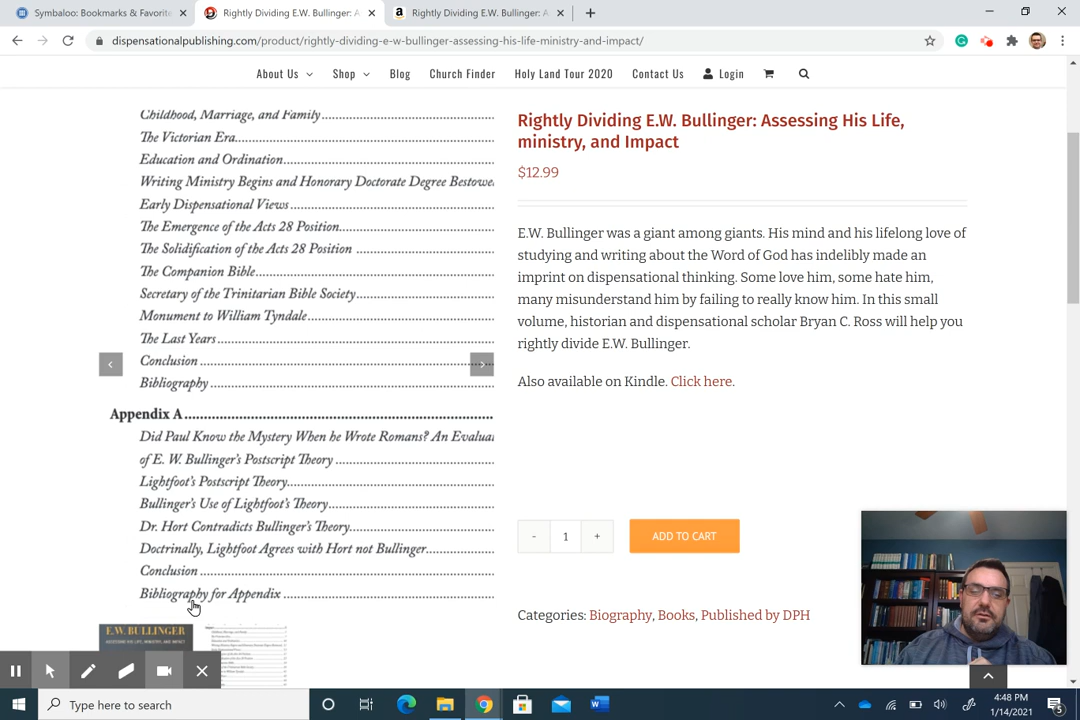 Symbaloo: Bookmarks & Favorite
Rightly Dividing E.W. Bullinger: A
Rightly Dividing E.W. Bullinger: A
dispensationalpublishing.com/product/rightly-dividing-e-w-bullinger-assessing-his-life-ministry-and-impact/
About Us Shop Blog Church Finder Holy Land Tour 2020 Contact Us Login
Childhood, Marriage, and Family
The Victorian Era
Education and Ordination
Writing Ministry Begins and Honorary Doctorate Degree Bestowe
Early Dispensational Views
The Emergence of the Acts 28 Position
The Solidification of the Acts 28 Position
The Companion Bible
Secretary of the Trinitarian Bible Society
Monument to William Tyndale
The Last Years
Conclusion
Bibliography
Appendix A
Did Paul Know the Mystery When he Wrote Romans? An Evalua
of E. W. Bullinger's Postscript Theory
Lightfoot's Postscript Theory
Bullinger's Use of Lightfoot's Theory
Dr. Hort Contradicts Bullinger's Theory
Doctrinally, Lightfoot Agrees with Hort not Bullinger
Conclusion
Bibliography for Appendix
E.W. BULLINGER
ASSESSING HIS LIFE, MINISTRY, AND IMPACT
Rightly Dividing E.W. Bullinger: Assessing His Life,
ministry, and Impact
$12.99
E.W. Bullinger was a giant among giants. His mind and his lifelong love of
studying and writing about the Word of God has indelibly made an
imprint on dispensational thinking. Some love him, some hate him,
many misunderstand him by failing to really know him. In this small
volume, historian and dispensational scholar Bryan C. Ross will help you
rightly divide E.W. Bullinger.
Also available on Kindle. Click here.
- 1 +
ADD TO CART
Categories: Biography, Books, Published by DPH
Type here to search
4:48 PM
1/14/2021
5